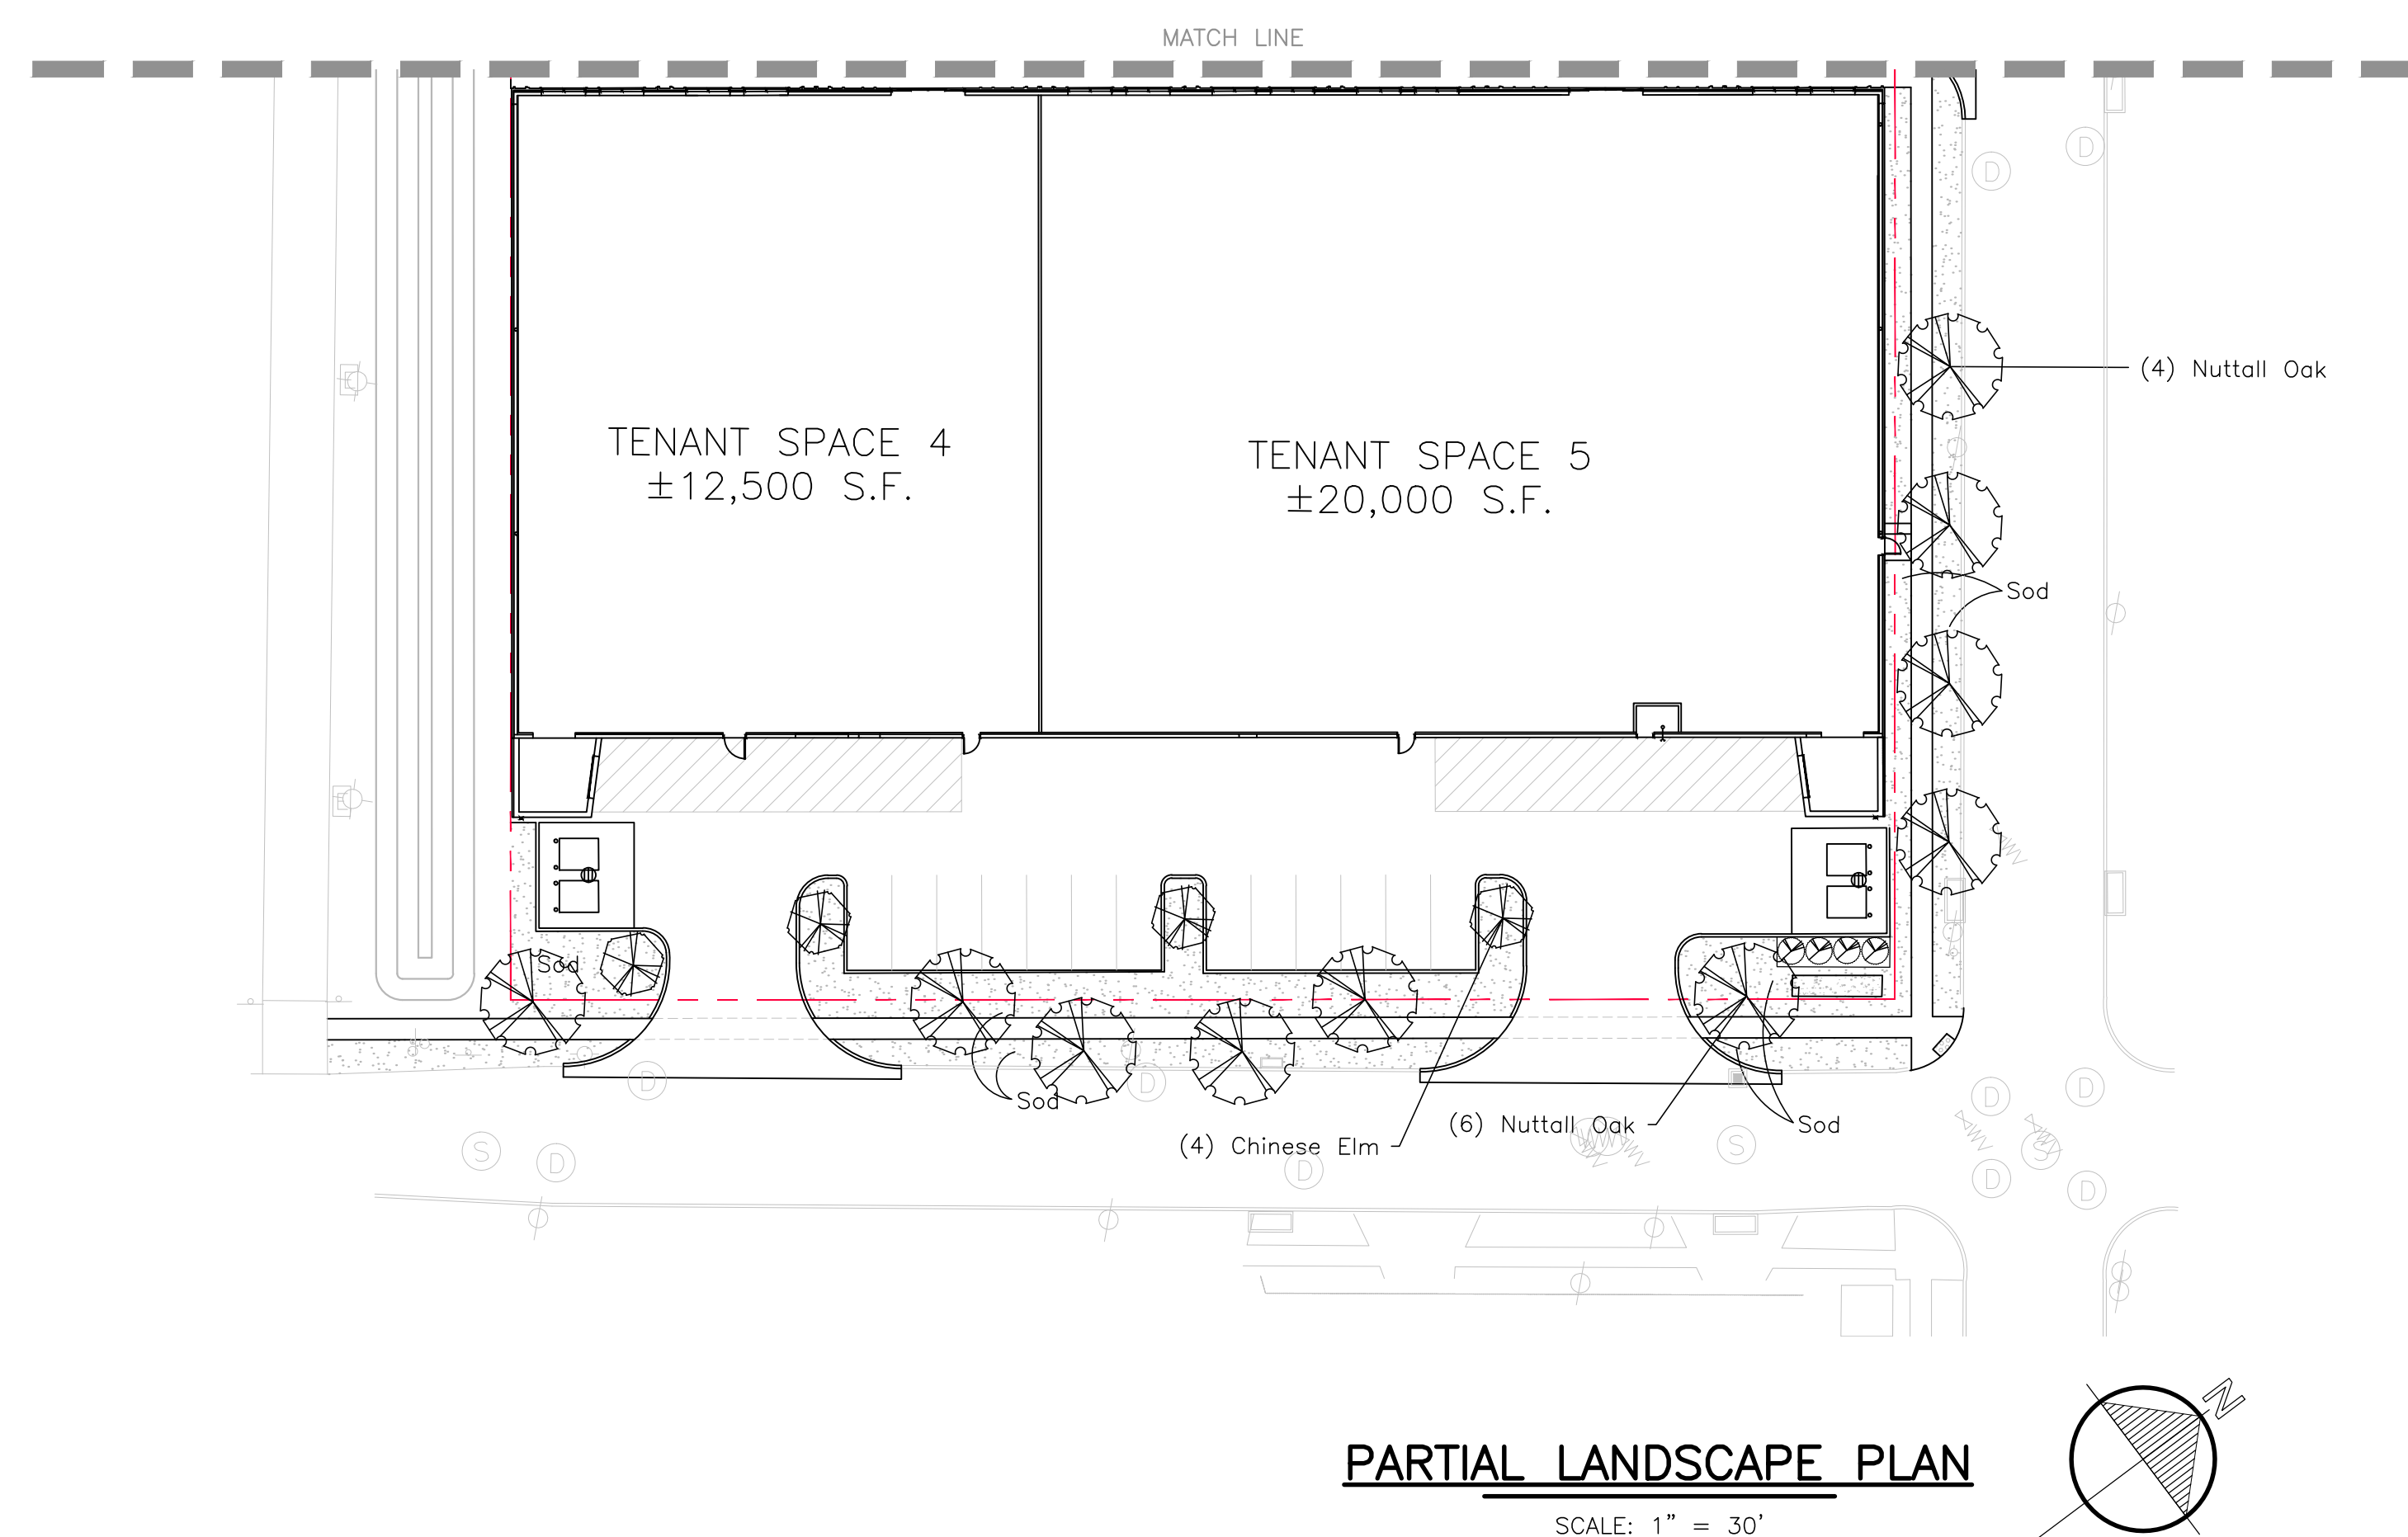 MATCH LINE
D
D
(4) Nuttall Oak
TENANT SPACE 4
±12,500 S.F.
TENANT SPACE 5
±20,000 S.F.
Sod
Sod
D
D
Sod
(4) Chinese Elm
(6) Nuttall Oak
Sod
D
D
S
D
D
S
S
D
D
N
PARTIAL LANDSCAPE PLAN
SCALE: 1" = 30'